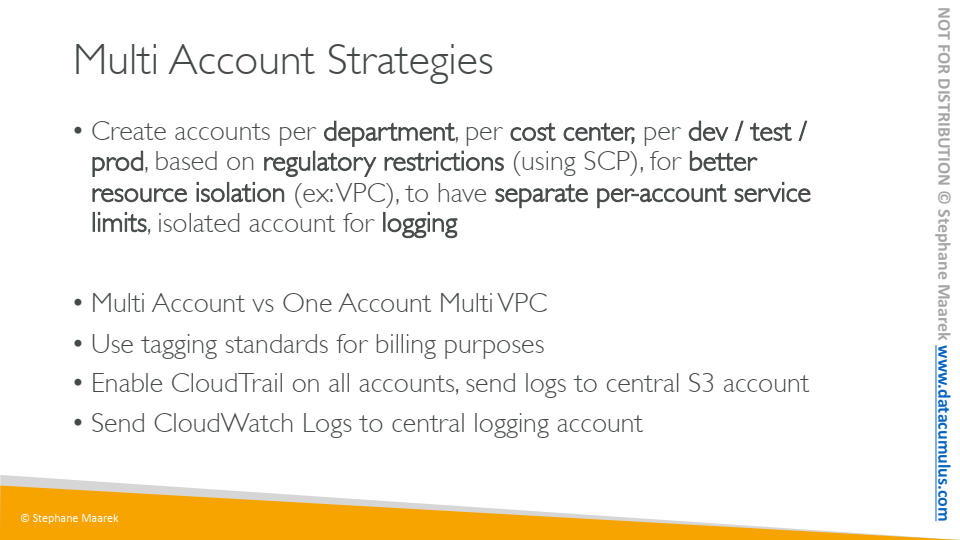 Multi Account Strategies
• Create accounts per department, per cost center, per dev / test /
prod, based on regulatory restrictions (using SCP), for better
resource isolation (ex: VPC), to have separate per-account service
limits, isolated account for logging
• Multi Account vs One Account Multi VPC
• Use tagging standards for billing purposes
• Enable CloudTrail on all accounts, send logs to central S3 account
• Send CloudWatch Logs to central logging account
© Stephane Maarek
NOT FOR DISTRIBUTION © Stephane Maarek www.datacumulus.com